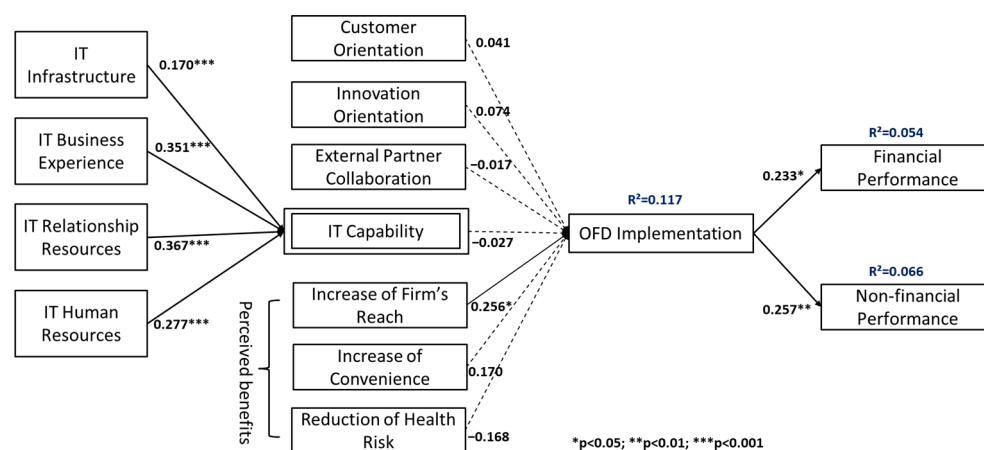 IT
Infrastructure
0.170***
IT Business
Experience
0.351***
IT Relationship
Resources
0.367***
IT Human
Resources
0.277***
Customer
Orientation
0.041
Innovation
Orientation
0.074
External Partner
Collaboration
−0.017
IT Capability
−0.027
Perceived benefits
Increase of Firm’s
Reach
0.256*
Increase of
Convenience
0.170
Reduction of Health
Risk
−0.168
R²=0.117
OFD Implementation
0.233*
R²=0.054
Financial
Performance
0.257**
R²=0.066
Non-financial
Performance
*p<0.05; **p<0.01; ***p<0.001